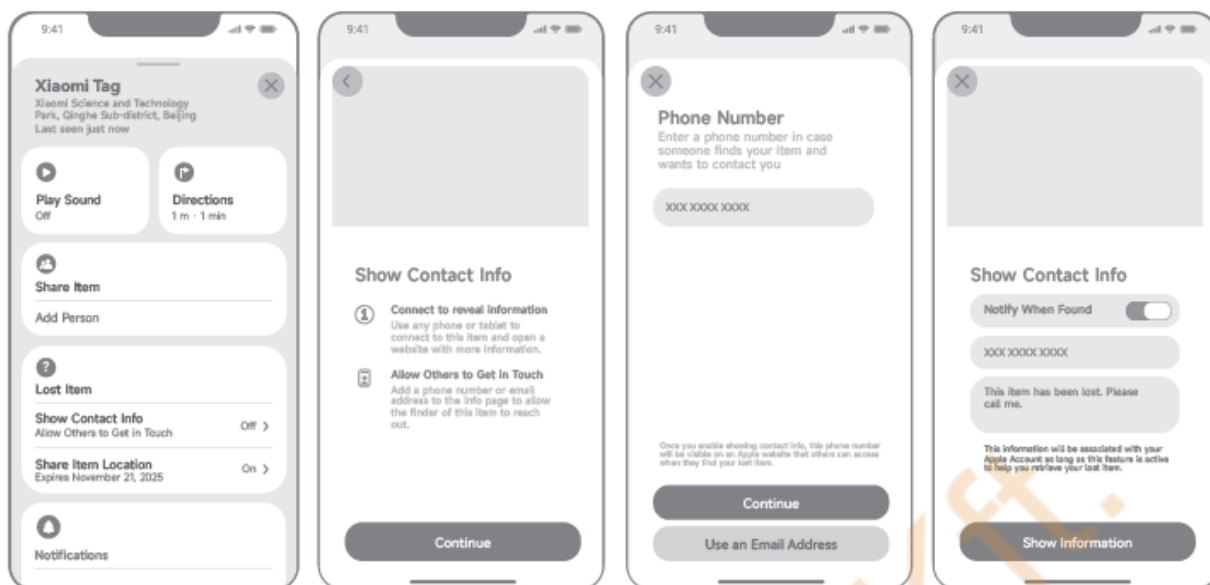 9:41
Xiaomi Tag
Xiaomi Science and Technology
Park, Qinghe Sub-district, Beijing
Last seen just now
Play Sound
Off
Directions
1 m · 1 min
Share Item
Add Person
Lost Item
Show Contact Info
Allow Others to Get in Touch
Off
Share Item Location
Expires November 21, 2025
On
Notifications
9:41
Show Contact Info
Connect to reveal information
Use any phone or tablet to
connect to this item and open a
website with more information.
Allow Others to Get in Touch
Add a phone number or email
address to the info page to allow
the finder of this item to reach
out.
Continue
9:41
Phone Number
Enter a phone number in case
someone finds your item and
wants to contact you
XXX XXXX XXXX
Once you enable showing contact info, this phone number
will be visible on an Apple website that others can access
when they find your lost item.
Continue
Use an Email Address
9:41
Show Contact Info
Notify When Found
XXX XXXX XXXX
This item has been lost. Please
call me.
This information will be associated with your
Apple Account as long as this feature is active
to help you retrieve your lost item.
Show Information